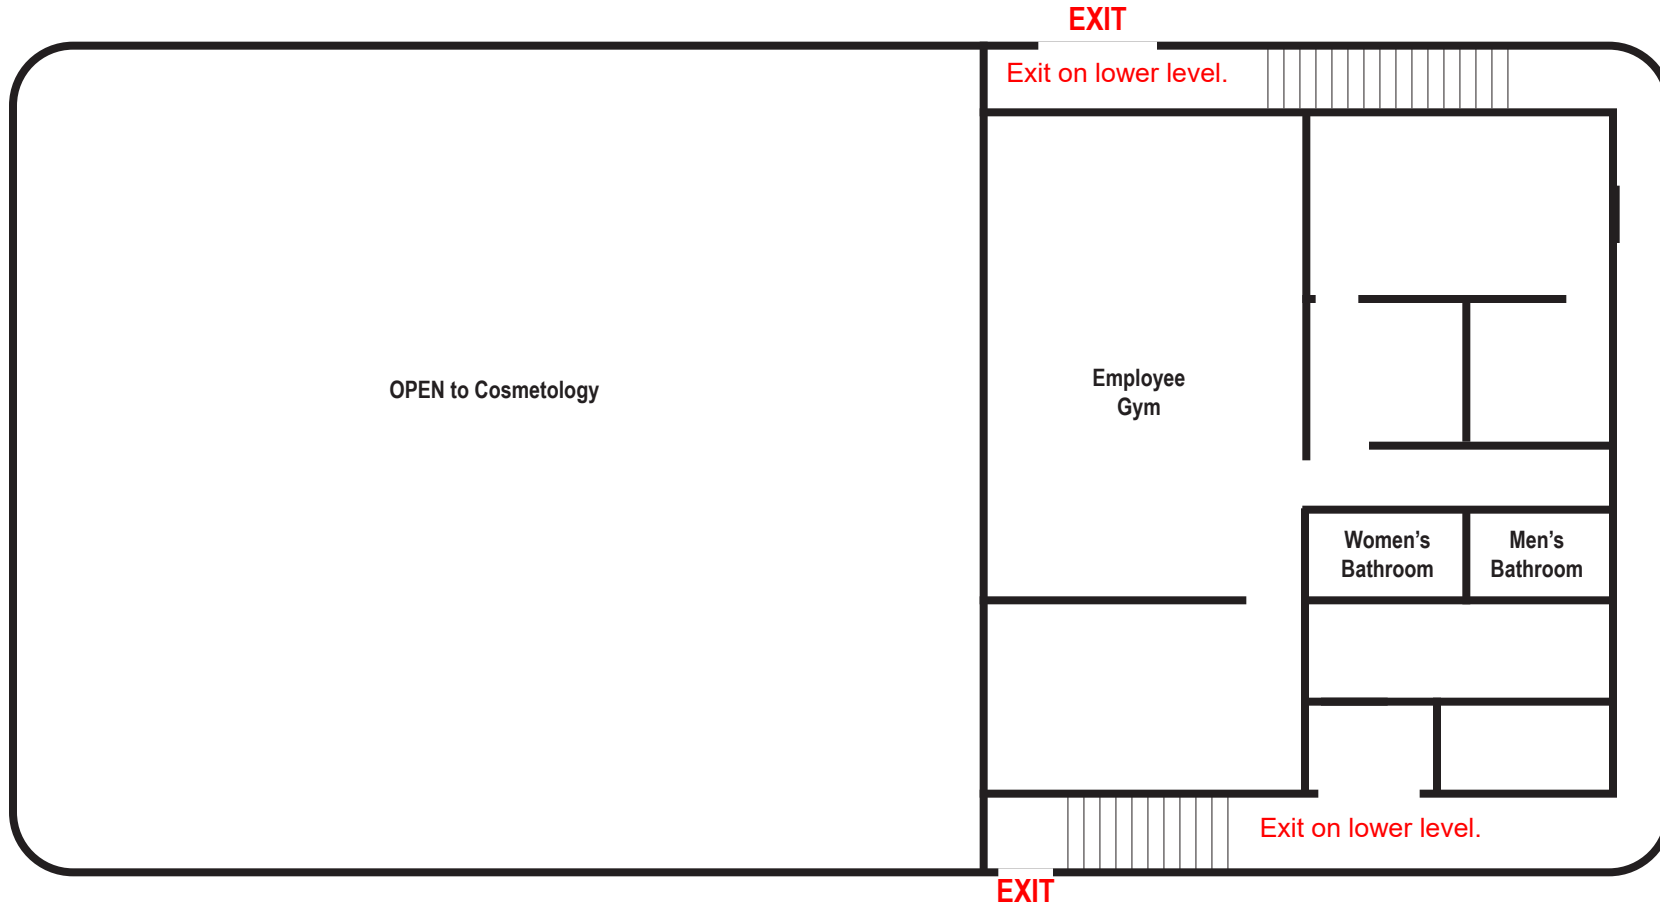 EXIT
Exit on lower level.
OPEN to Cosmetology
Employee
Gym
Women’s
Bathroom
Men’s
Bathroom
Exit on lower level.
EXIT